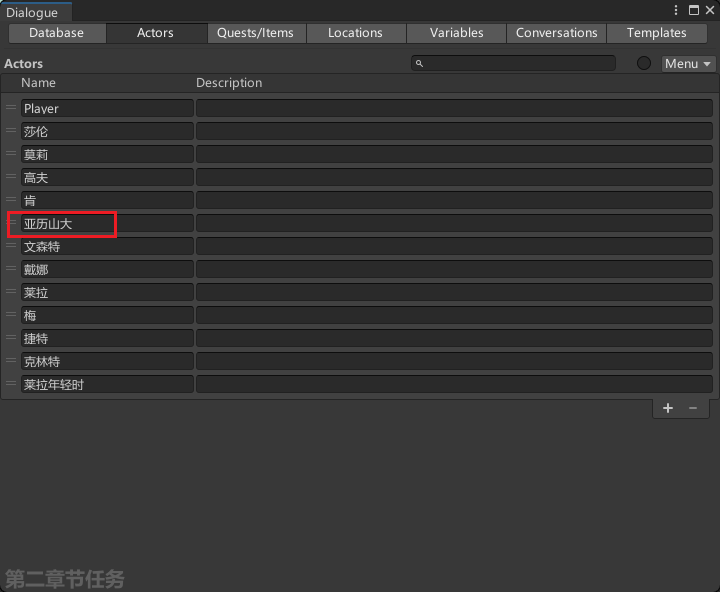 Dialogue
Database Actors Quests/Items Locations Variables Conversations Templates
Actors Menu
Name Description
Player
莎伦
莫莉
高夫
肯
亚历山大
文森特
戴娜
莱拉
梅
捷特
克林特
莱拉年轻时
第二章节任务